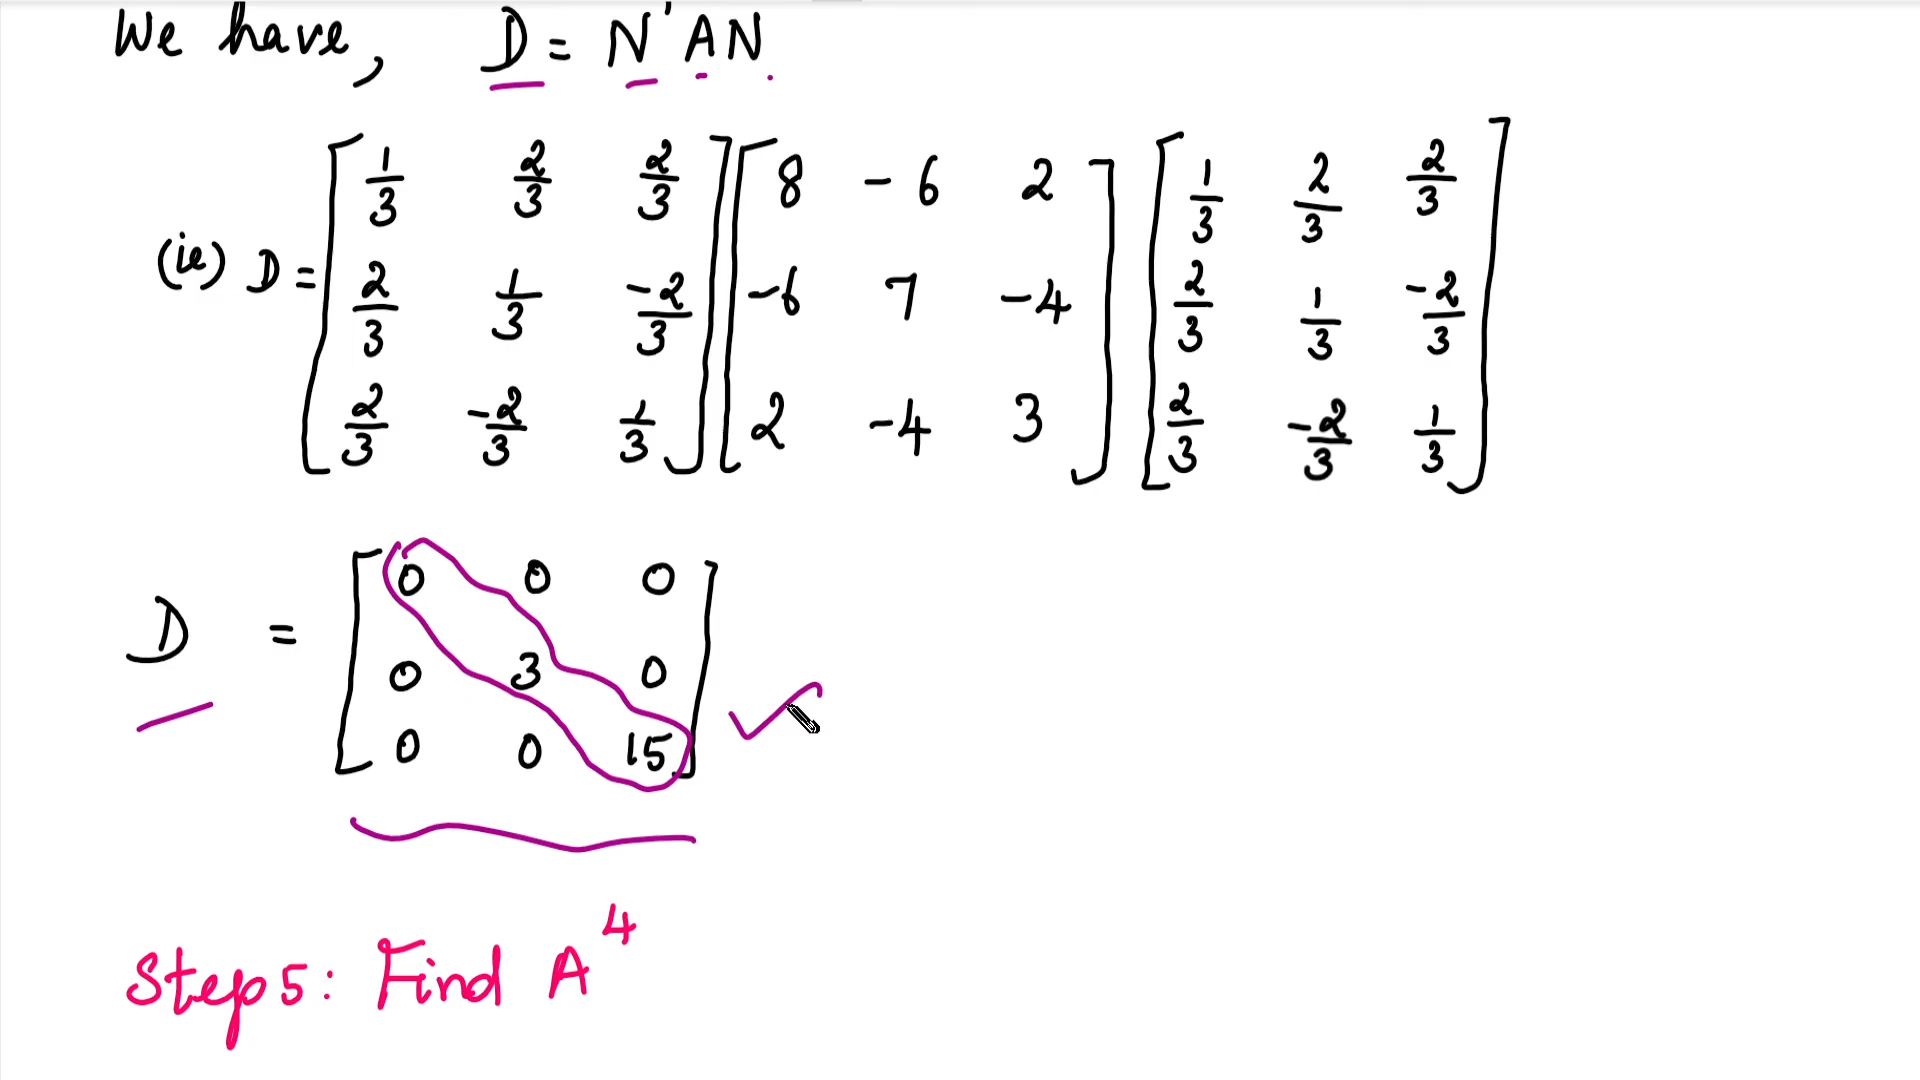 We have, D = N'AN
(ie) D = [1/3 2/3 2/3] [8 -6 2] [1/3 2/3 2/3]
[2/3 1/3 -2/3] [-6 7 -4] [2/3 1/3 -2/3]
[2/3 -2/3 1/3] [2 -4 3] [2/3 -2/3 1/3]
D = [0 0 0]
[0 3 0]
[0 0 15]
Step 5: Find A^4